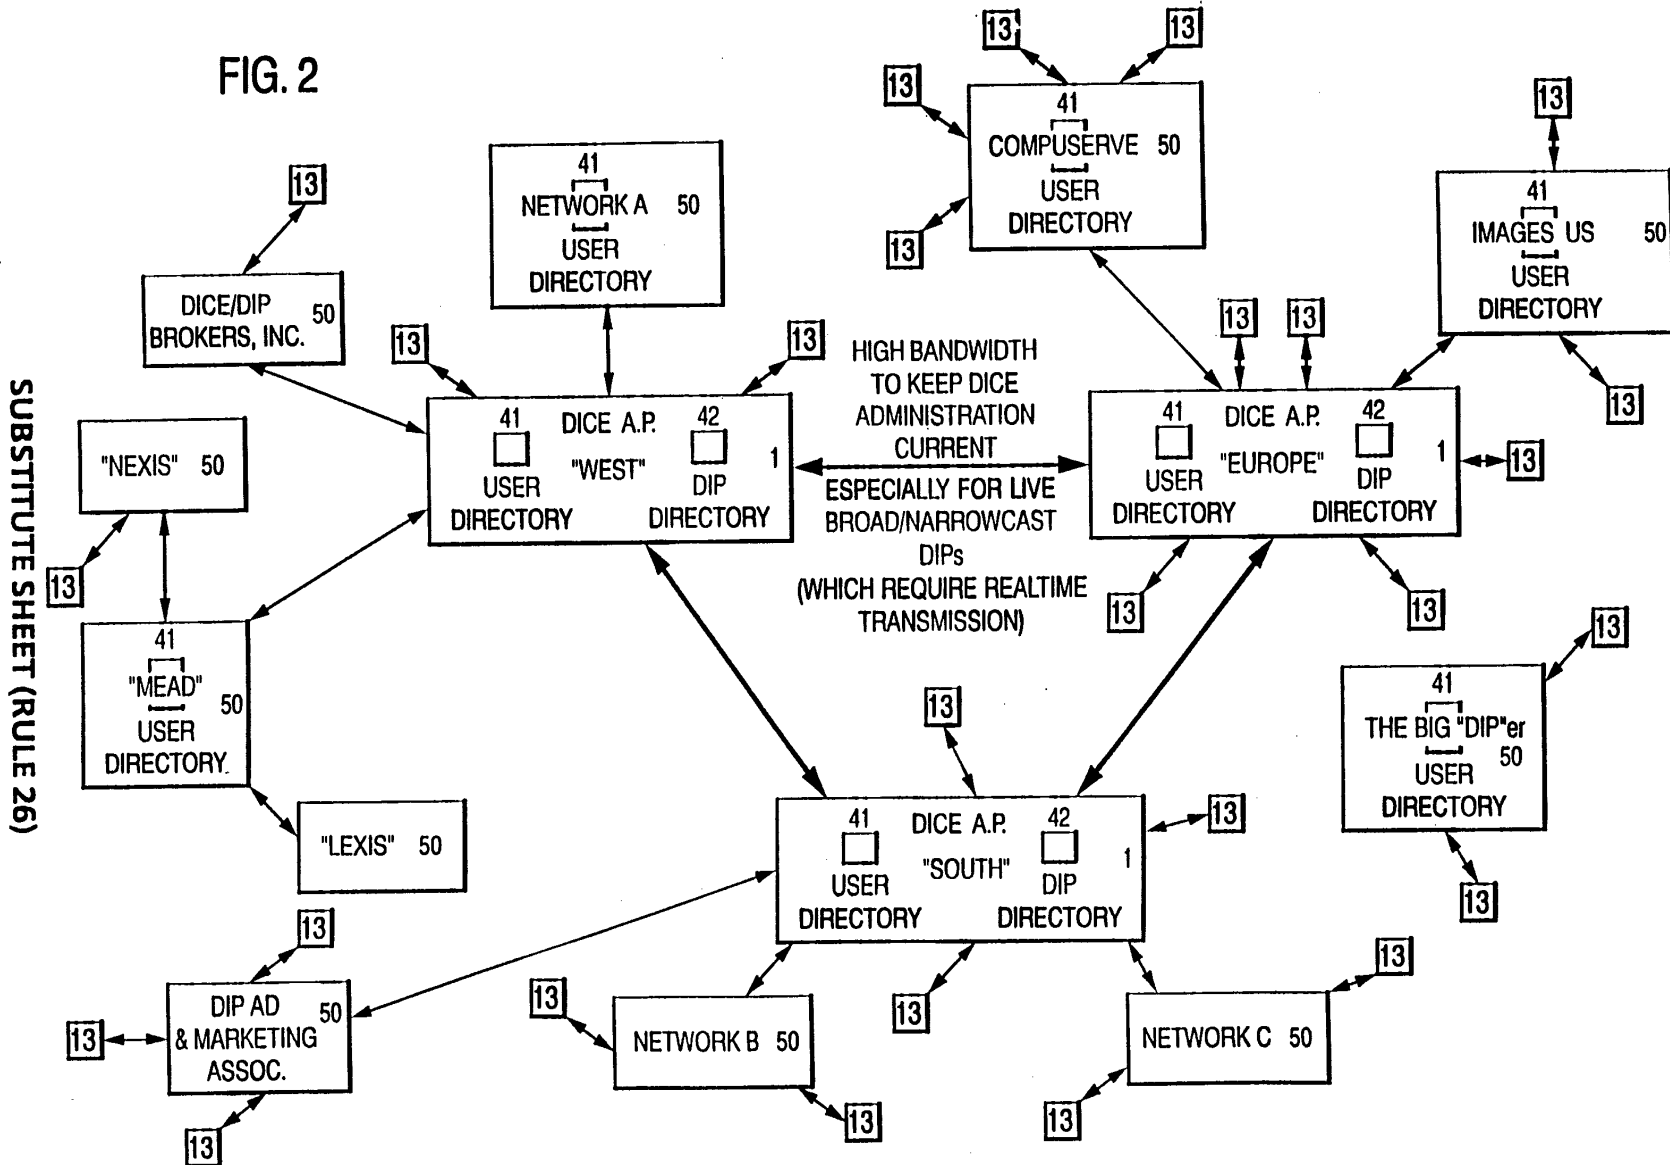 FIG. 2
SUBSTITUTE SHEET (RULE 26)
13
DICE/DIP 50
BROKERS, INC.
41
NETWORK A 50
USER
DIRECTORY
13
13
13
13
13
41
COMPUSERVE 50
USER
DIRECTORY
13
41
IMAGES US 50
USER
DIRECTORY
13
13
"NEXIS" 50
13
13
41 DICE A.P. 42
"WEST" 1
USER DIP
DIRECTORY DIRECTORY
HIGH BANDWIDTH
TO KEEP DICE
ADMINISTRATION
CURRENT
ESPECIALLY FOR LIVE
BROAD/NARROWCAST
DIPs
(WHICH REQUIRE REALTIME
TRANSMISSION)
13
13
41 DICE A.P. 42
"EUROPE" 1
USER DIP
DIRECTORY DIRECTORY
13
13
13
41
"MEAD" 50
USER
DIRECTORY
"LEXIS" 50
13
41
THE BIG "DIP"er
50
USER
DIRECTORY
13
13
41 DICE A.P. 42
"SOUTH" 1
USER DIP
DIRECTORY DIRECTORY
13
13
DIP AD 50
& MARKETING
ASSOC.
13
13
13
NETWORK B 50
13
13
13
NETWORK C 50
13